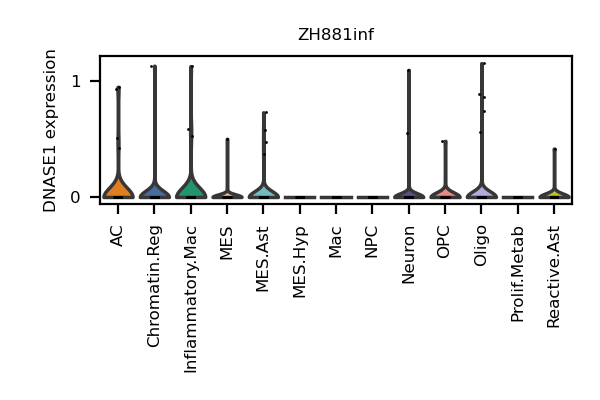 ZH881inf
DNASE1 expression
1
0
AC
Chromatin.Reg
Inflammatory.Mac
MES
MES.Ast
MES.Hyp
Mac
NPC
Neuron
OPC
Oligo
Prolif.Metab
Reactive.Ast